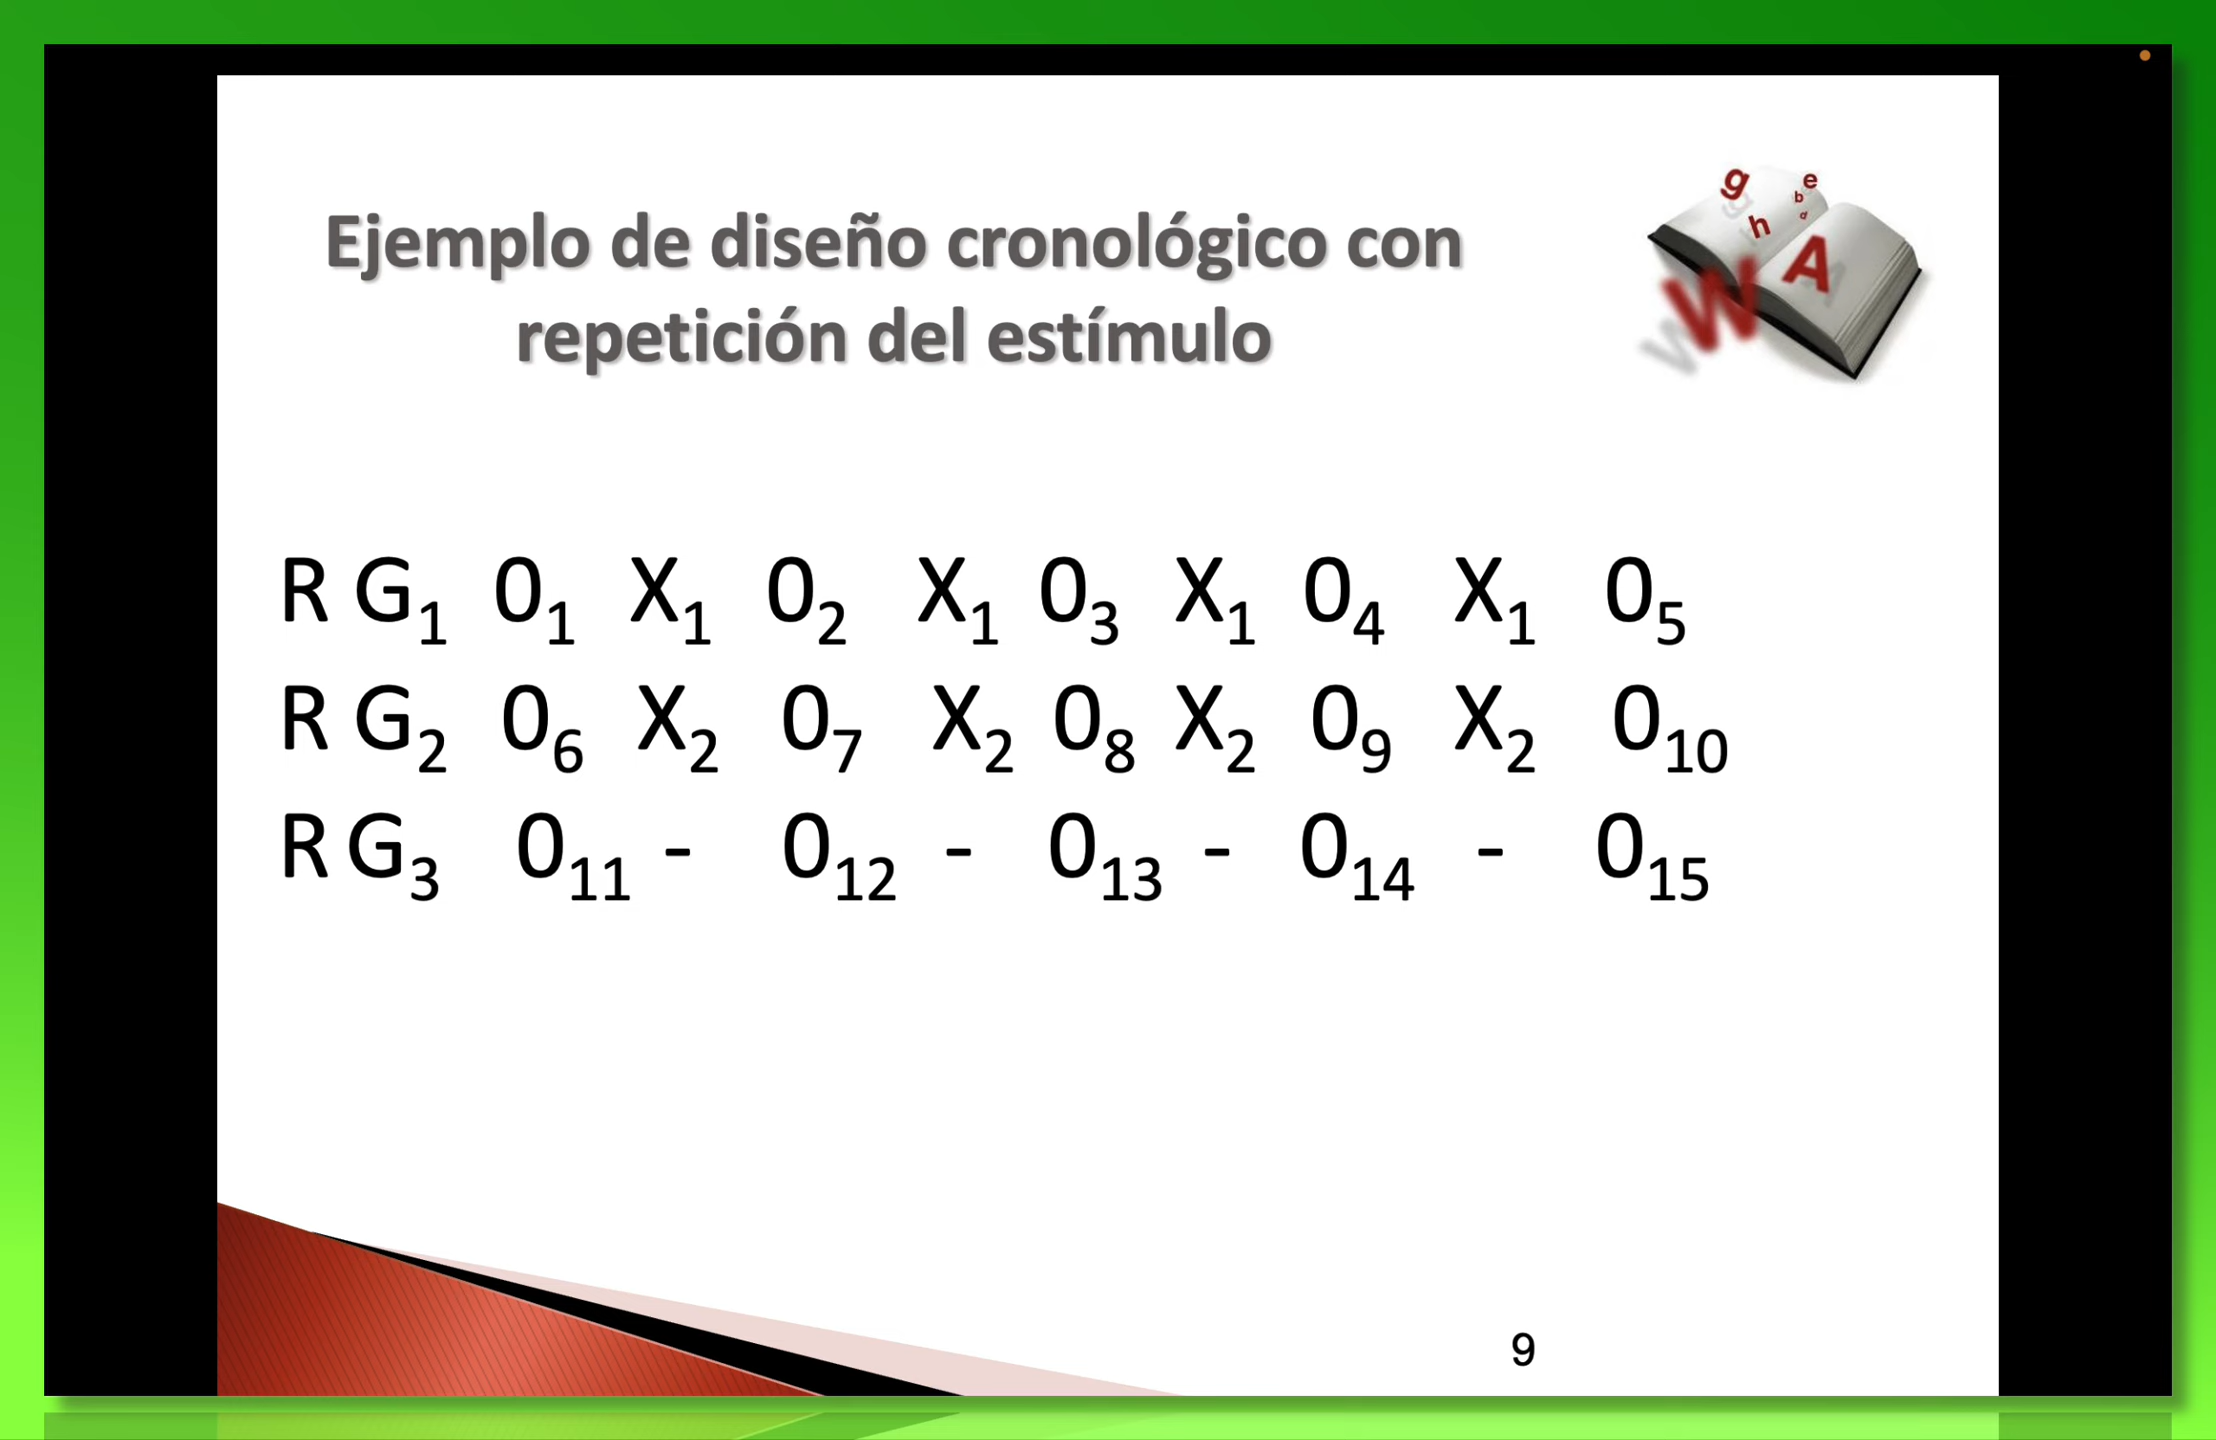 Ejemplo de diseño cronológico con
repetición del estímulo
g e b d h A W
R G₁ 0₁ X₁ 0₂ X₁ 0₃ X₁ 0₄ X₁ 0₅
R G₂ 0₆ X₂ 0₇ X₂ 0₈ X₂ 0₉ X₂ 0₁₀
R G₃ 0₁₁ - 0₁₂ - 0₁₃ - 0₁₄ - 0₁₅
9